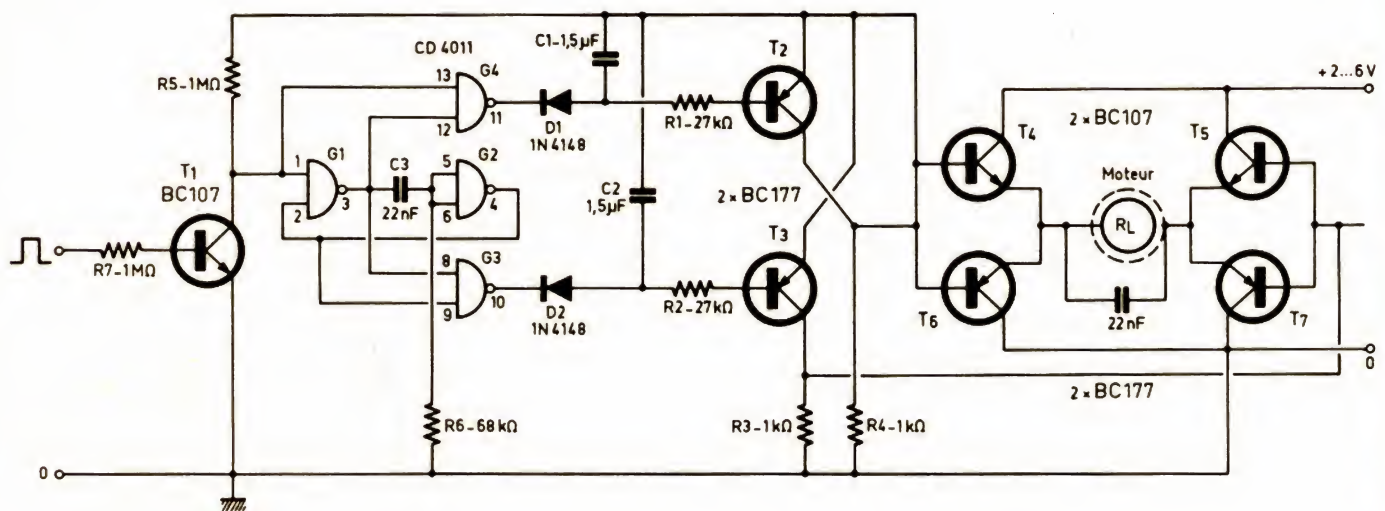 R5-1MΩ
T1
BC107
R7-1MΩ
0
CD 4011
1
2
3
G1
C3
22nF
13
12
11
G4
5
6
4
G2
8
9
10
G3
R6-68kΩ
D1
1N4148
D2
1N4148
C1-1,5µF
C2
1,5µF
R1-27kΩ
R2-27kΩ
T2
2×BC177
T3
R3-1kΩ
R4-1kΩ
T4
2×BC107
T5
Moteur
RL
22nF
T6
T7
2×BC177
+2...6V
0